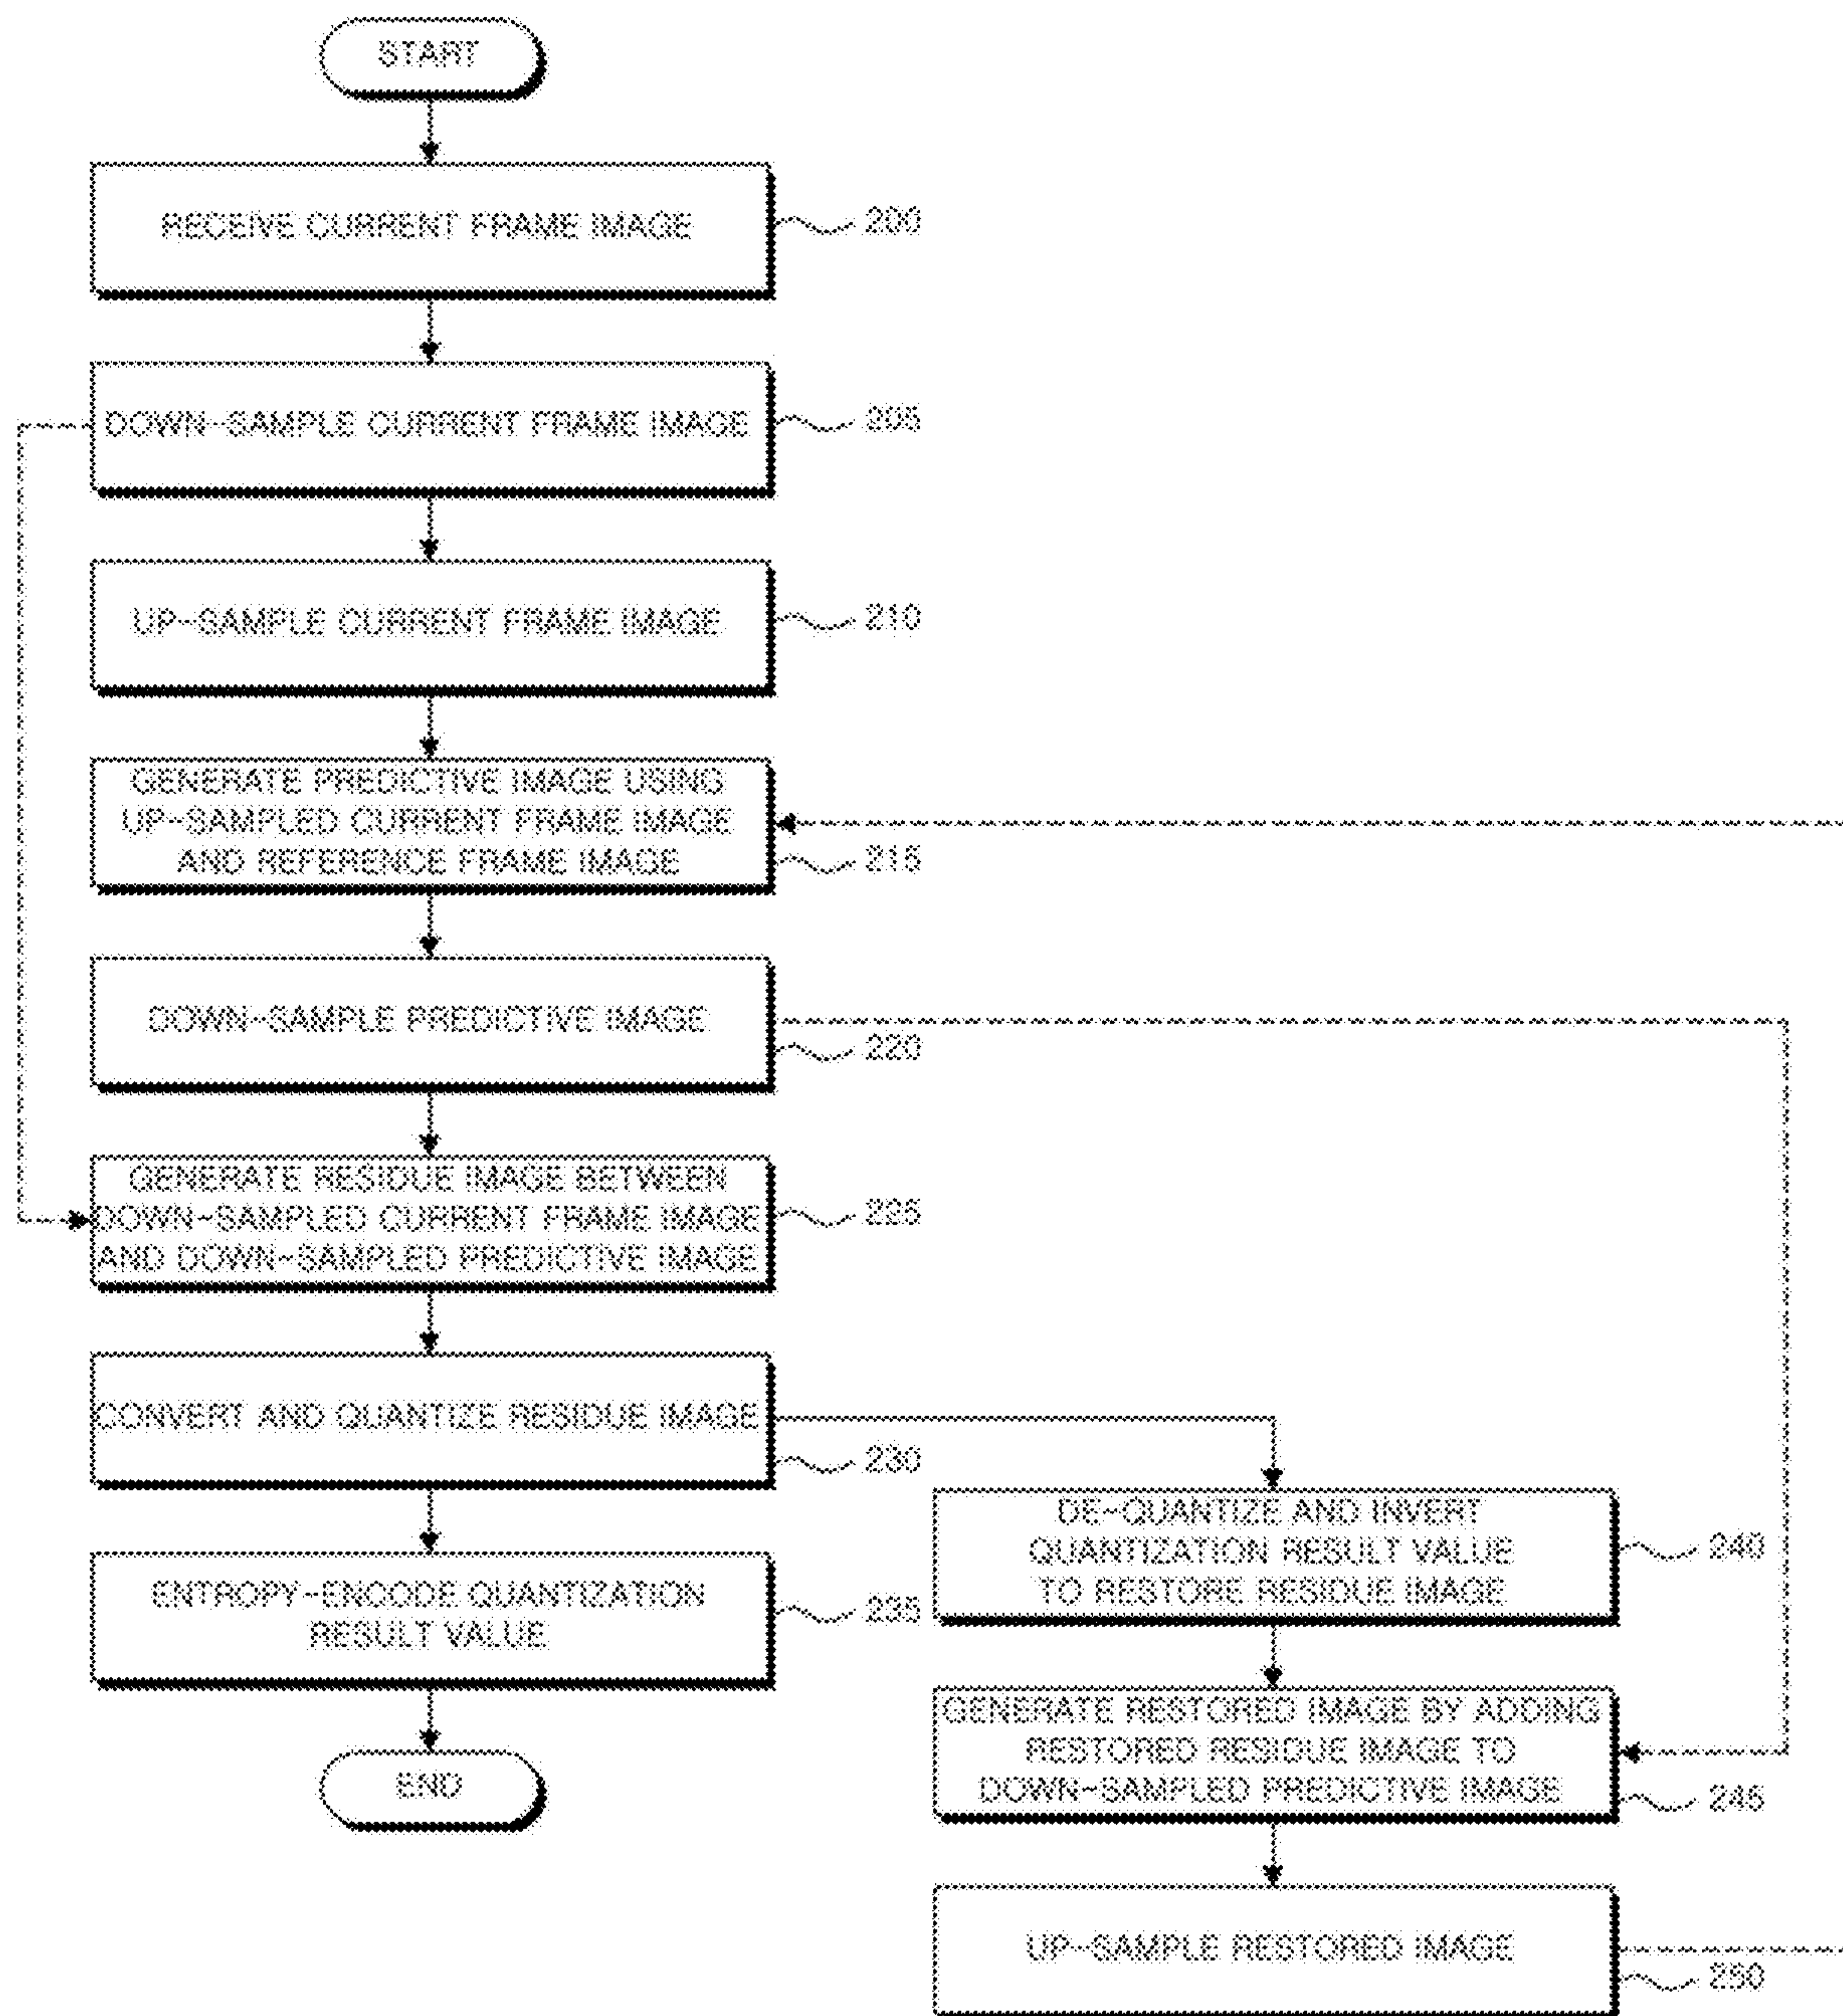 START
RECEIVE CURRENT FRAME IMAGE
200
DOWN-SAMPLE CURRENT FRAME IMAGE
205
UP-SAMPLE CURRENT FRAME IMAGE
210
GENERATE PREDICTIVE IMAGE USING
UP-SAMPLED CURRENT FRAME IMAGE
AND REFERENCE FRAME IMAGE
215
DOWN-SAMPLE PREDICTIVE IMAGE
220
GENERATE RESIDUE IMAGE BETWEEN
DOWN-SAMPLED CURRENT FRAME IMAGE
AND DOWN-SAMPLED PREDICTIVE IMAGE
225
CONVERT AND QUANTIZE RESIDUE IMAGE
230
ENTROPY-ENCODE QUANTIZATION
RESULT VALUE
235
END
DE-QUANTIZE AND INVERT
QUANTIZATION RESULT VALUE
TO RESTORE RESIDUE IMAGE
240
GENERATE RESTORED IMAGE BY ADDING
RESTORED RESIDUE IMAGE TO
DOWN-SAMPLED PREDICTIVE IMAGE
245
UP-SAMPLE RESTORED IMAGE
250